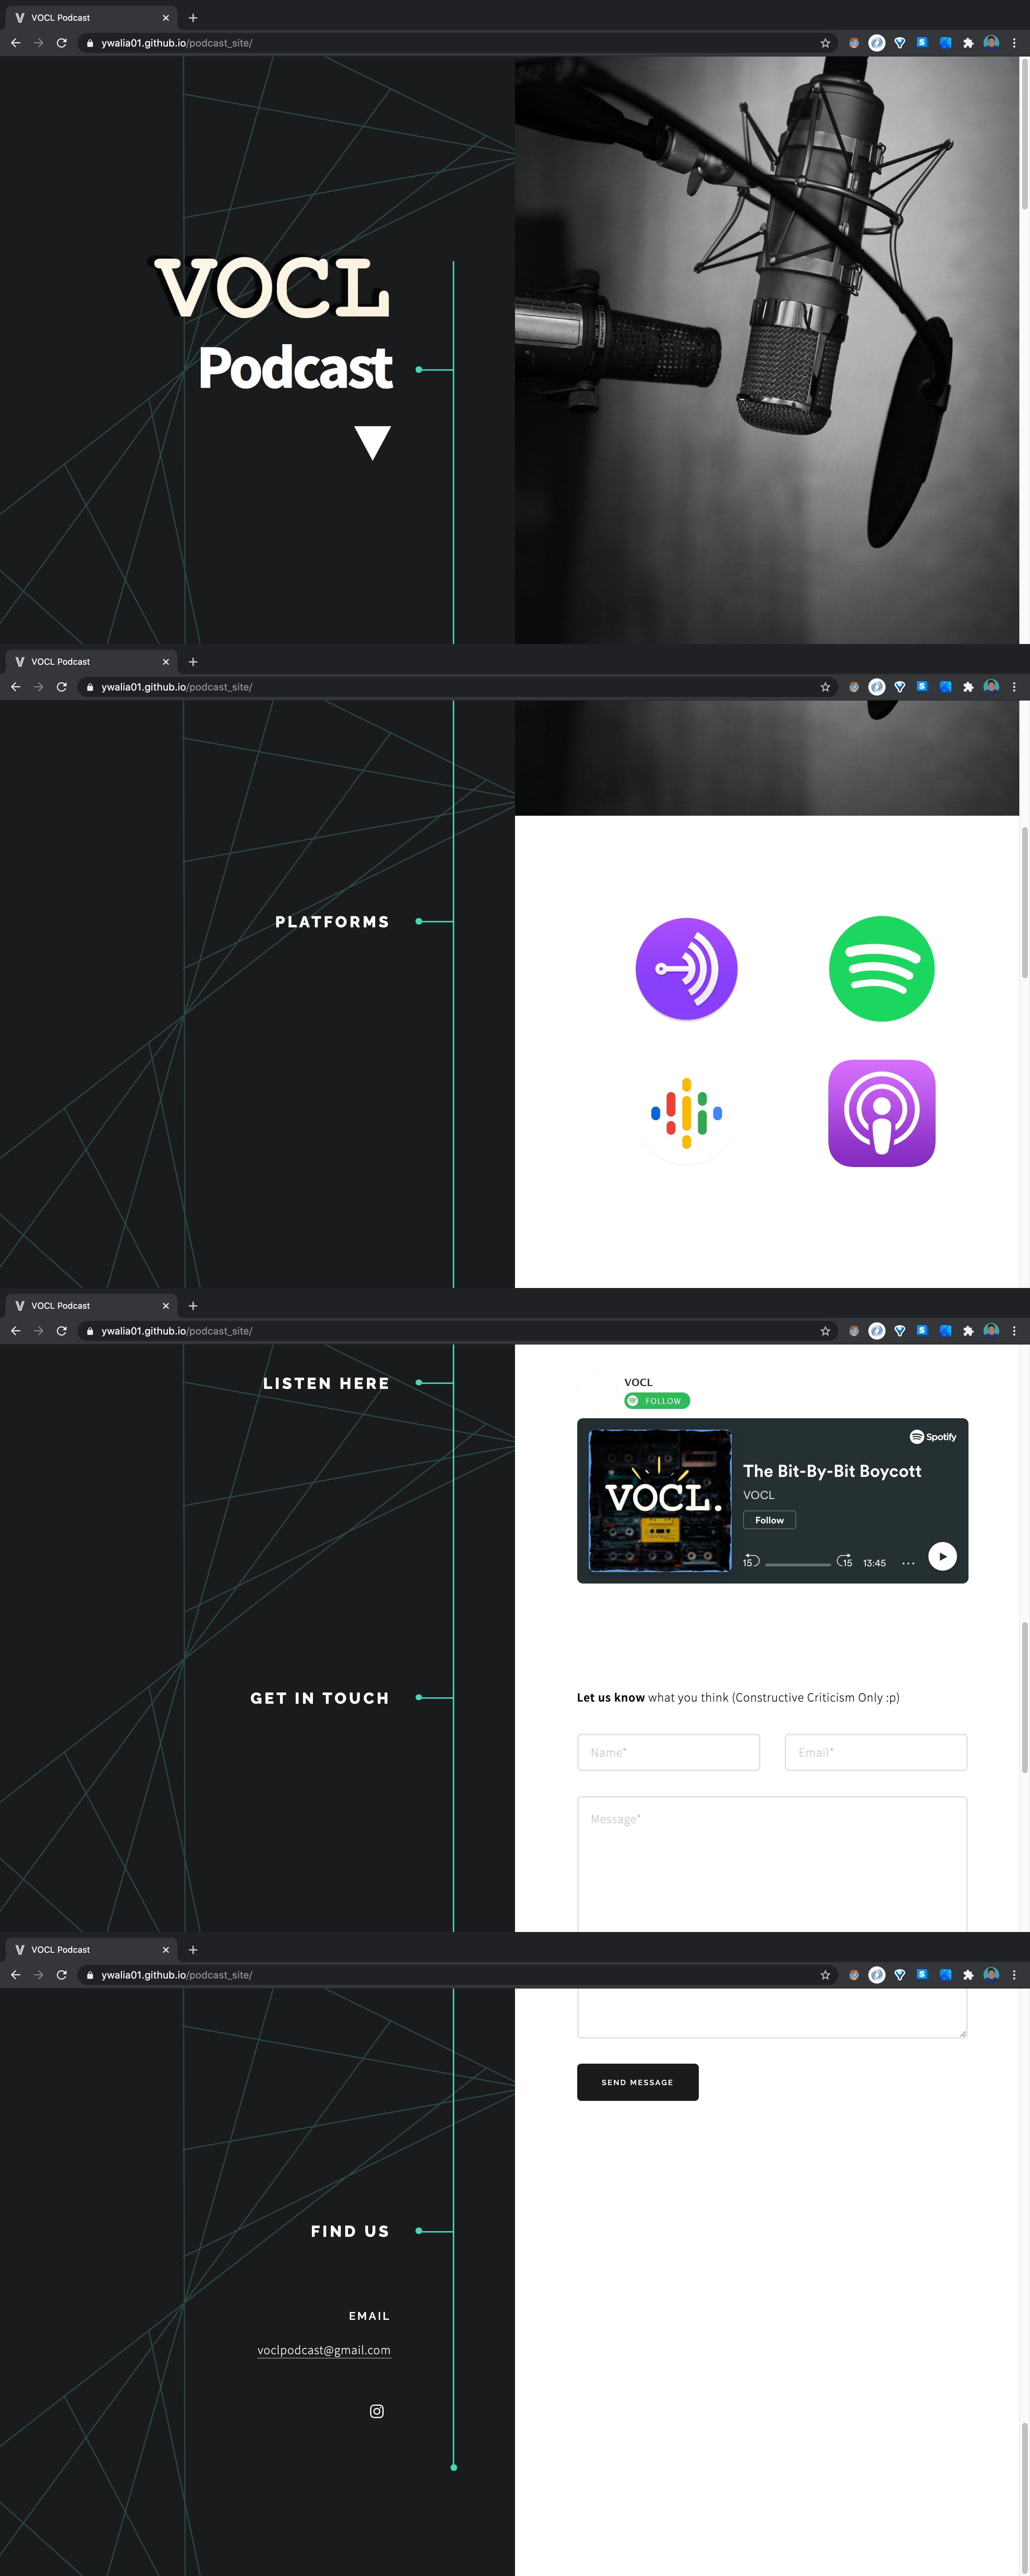 VOCL Podcast
ywalia01.github.io/podcast_site/
VOCL
Podcast
VOCL Podcast
ywalia01.github.io/podcast_site/
PLATFORMS
VOCL Podcast
ywalia01.github.io/podcast_site/
LISTEN HERE
VOCL
FOLLOW
Spotify
VOCL.
The Bit-By-Bit Boycott
VOCL
Follow
15
15
13:45
GET IN TOUCH
Let us know what you think (Constructive Criticism Only :p)
Name*
Email*
Message*
VOCL Podcast
ywalia01.github.io/podcast_site/
SEND MESSAGE
FIND US
EMAIL
voclpodcast@gmail.com